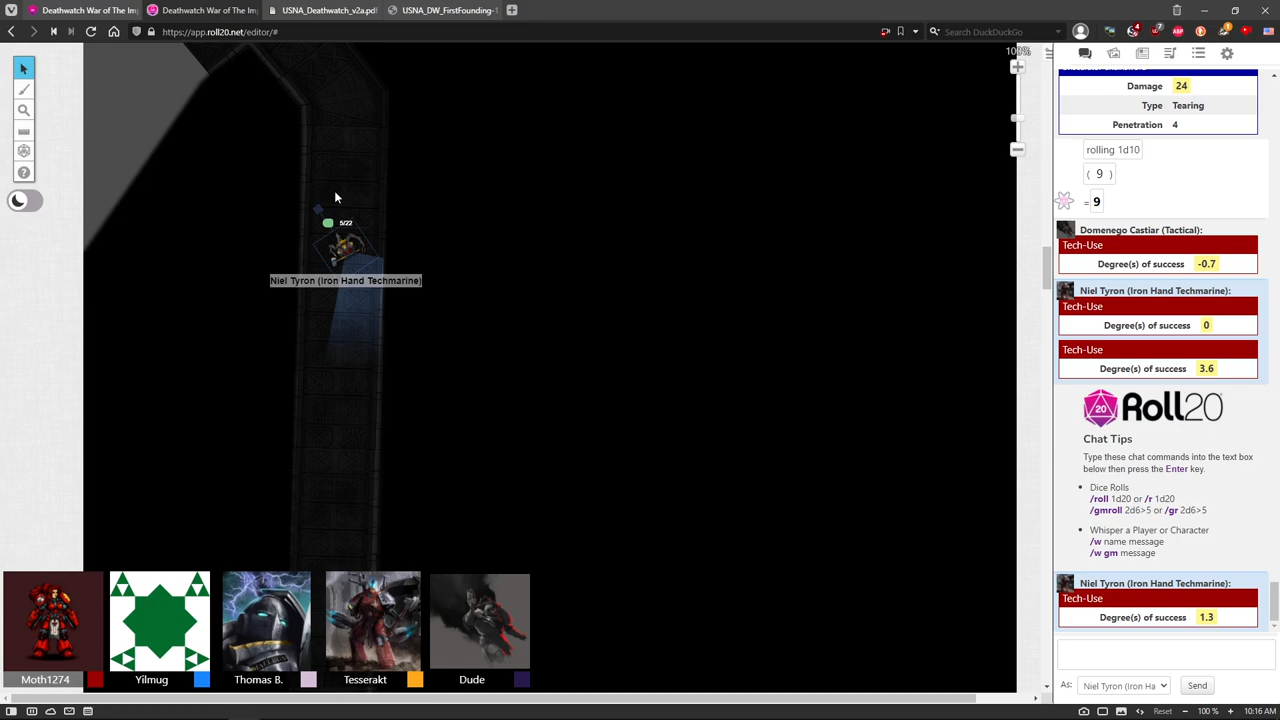 Deathwatch War of The Im
Deathwatch War of The Im
USNA_Deathwatch_v2a.pdf
USNA_DW_FirstFounding-1
https://app.roll20.net/editor/#
Search DuckDuckGo
100%
Damage 24
Type Tearing
Penetration 4
rolling 1d10
( 9 )
= 9
Domenego Castiar (Tactical):
Tech-Use
Degree(s) of success -0.7
Niel Tyron (Iron Hand Techmarine):
Tech-Use
Degree(s) of success 0
Tech-Use
Degree(s) of success 3.6
Roll20
Chat Tips
Type these chat commands into the text box
below then press the Enter key.
Dice Rolls
/roll 1d20 or /r 1d20
/gmroll 2d6>5 or /gr 2d6>5
Whisper a Player or Character
/w name message
/w gm message
Niel Tyron (Iron Hand Techmarine):
Tech-Use
Degree(s) of success 1.3
As: Niel Tyron (Iron Ha
Send
5/22
Niel Tyron (Iron Hand Techmarine)
Moth1274
Yilmug
Thomas B.
Tesserakt
Dude
Reset
100 %
10:16 AM